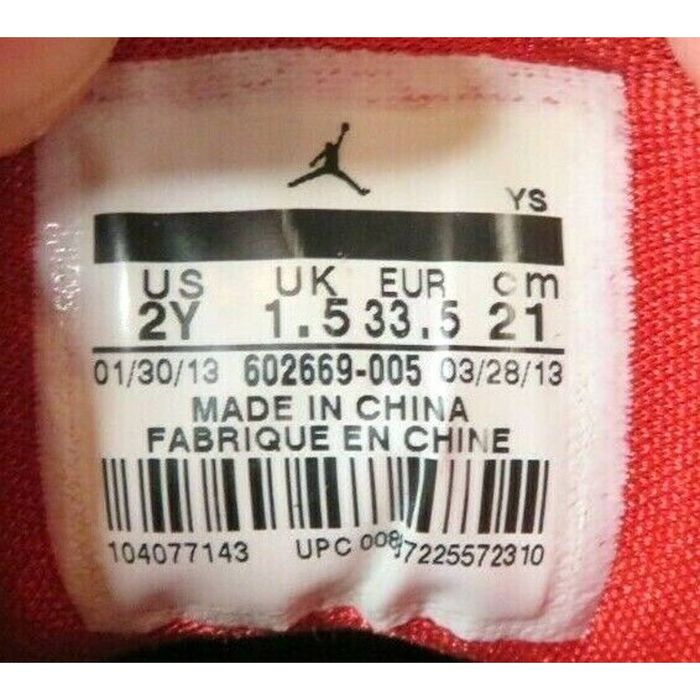 YS
US UK EUR cm
2Y 1.5 33.5 21
01/30/13 602669-005 03/28/13
MADE IN CHINA
FABRIQUE EN CHINE
104077143 UPC